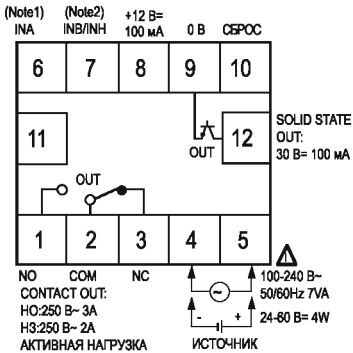 (Note1) (Note2) +12 В=
INA INB/INH 100 мА 0 В СБРОС
6 7 8 9 10
11 12
OUT
SOLID STATE
OUT:
30 В= 100 мА
OUT
1 2 3 4 5
NO COM NC
CONTACT OUT:
НО:250 В~ 3А
НЗ:250 В~ 2А
АКТИВНАЯ НАГРУЗКА
100-240 В~
50/60Hz 7VA
- +
24-60 В= 4W
ИСТОЧНИК